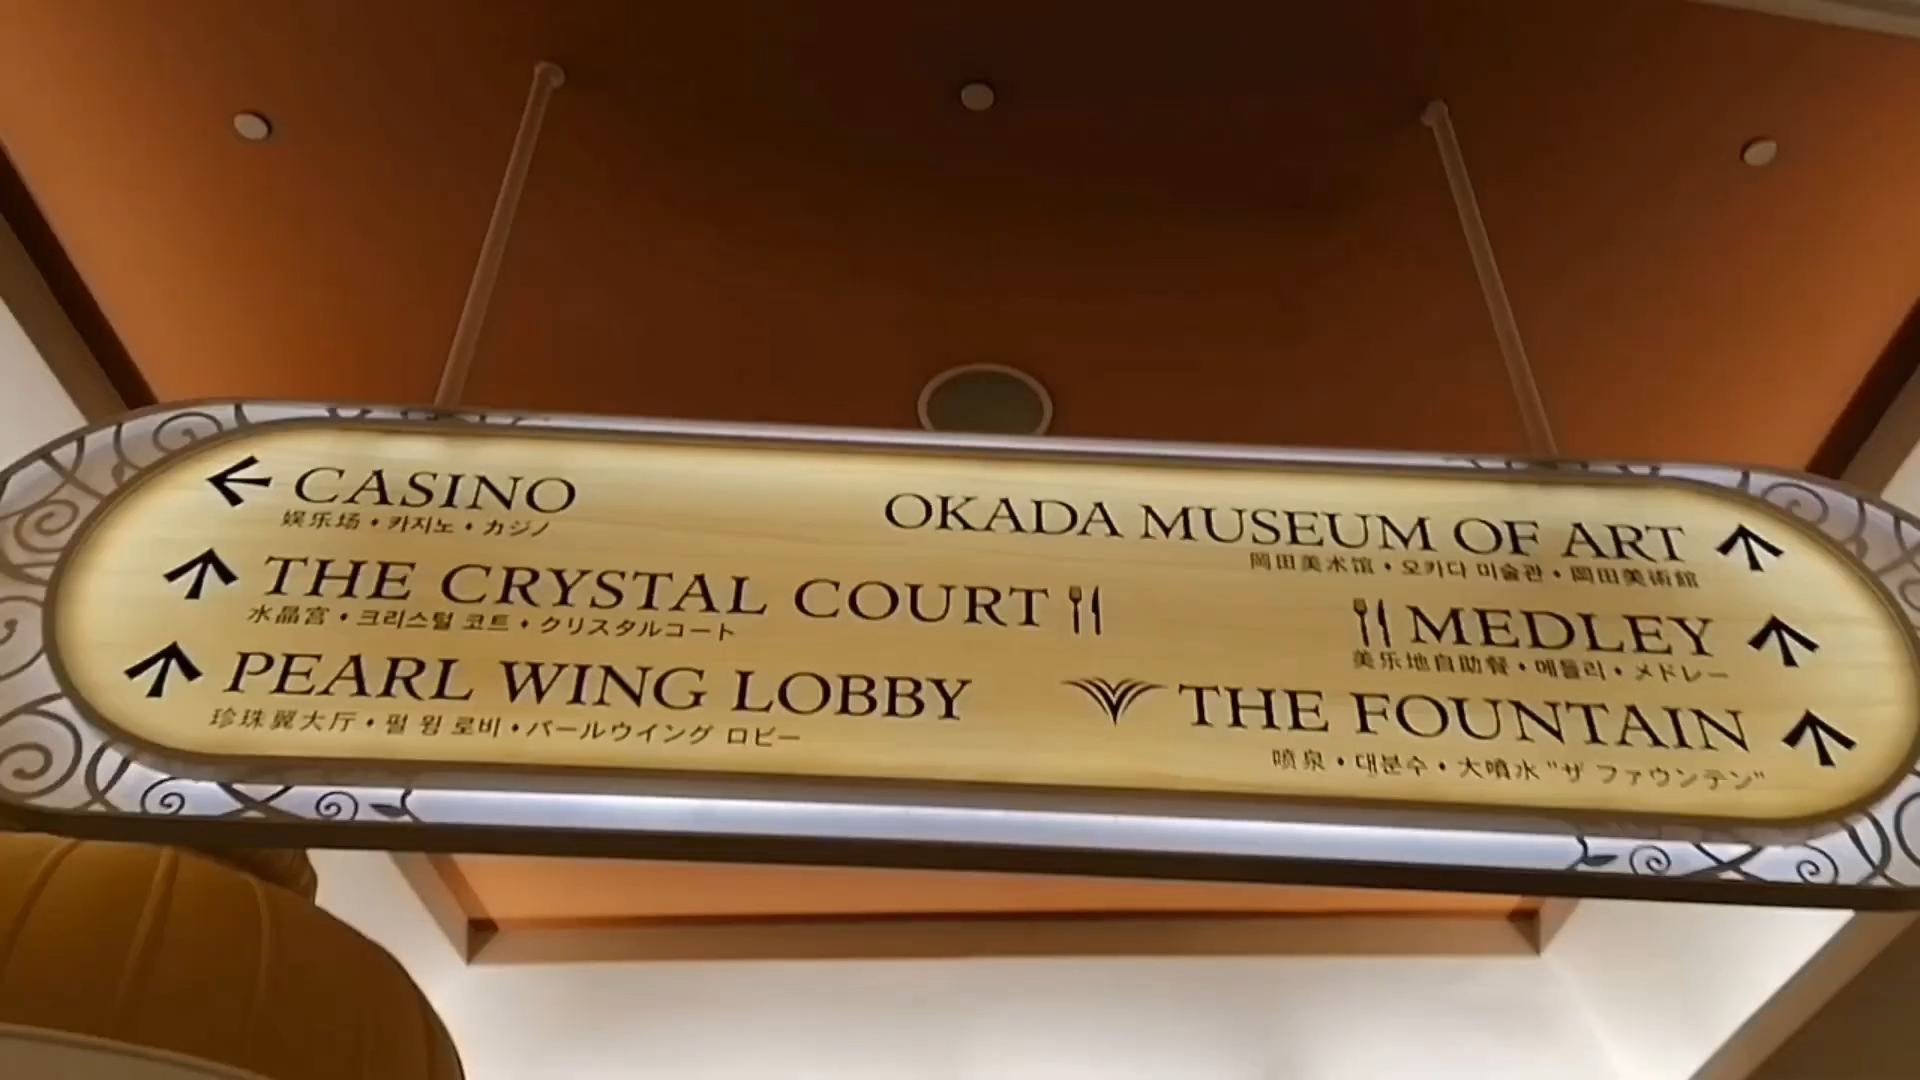 CASINO
娱乐场・카지노・カジノ
THE CRYSTAL COURT
水晶宫・크리스털 코트・クリスタルコート
PEARL WING LOBBY
珍珠翼大厅・펄 윙 로비・パールウイング ロビー
OKADA MUSEUM OF ART
岡田美术馆・오카다 미술관・岡田美術館
MEDLEY
美乐地自助餐・메들리・メドレー
THE FOUNTAIN
喷泉・대분수・大噴水"ザ ファウンテン"